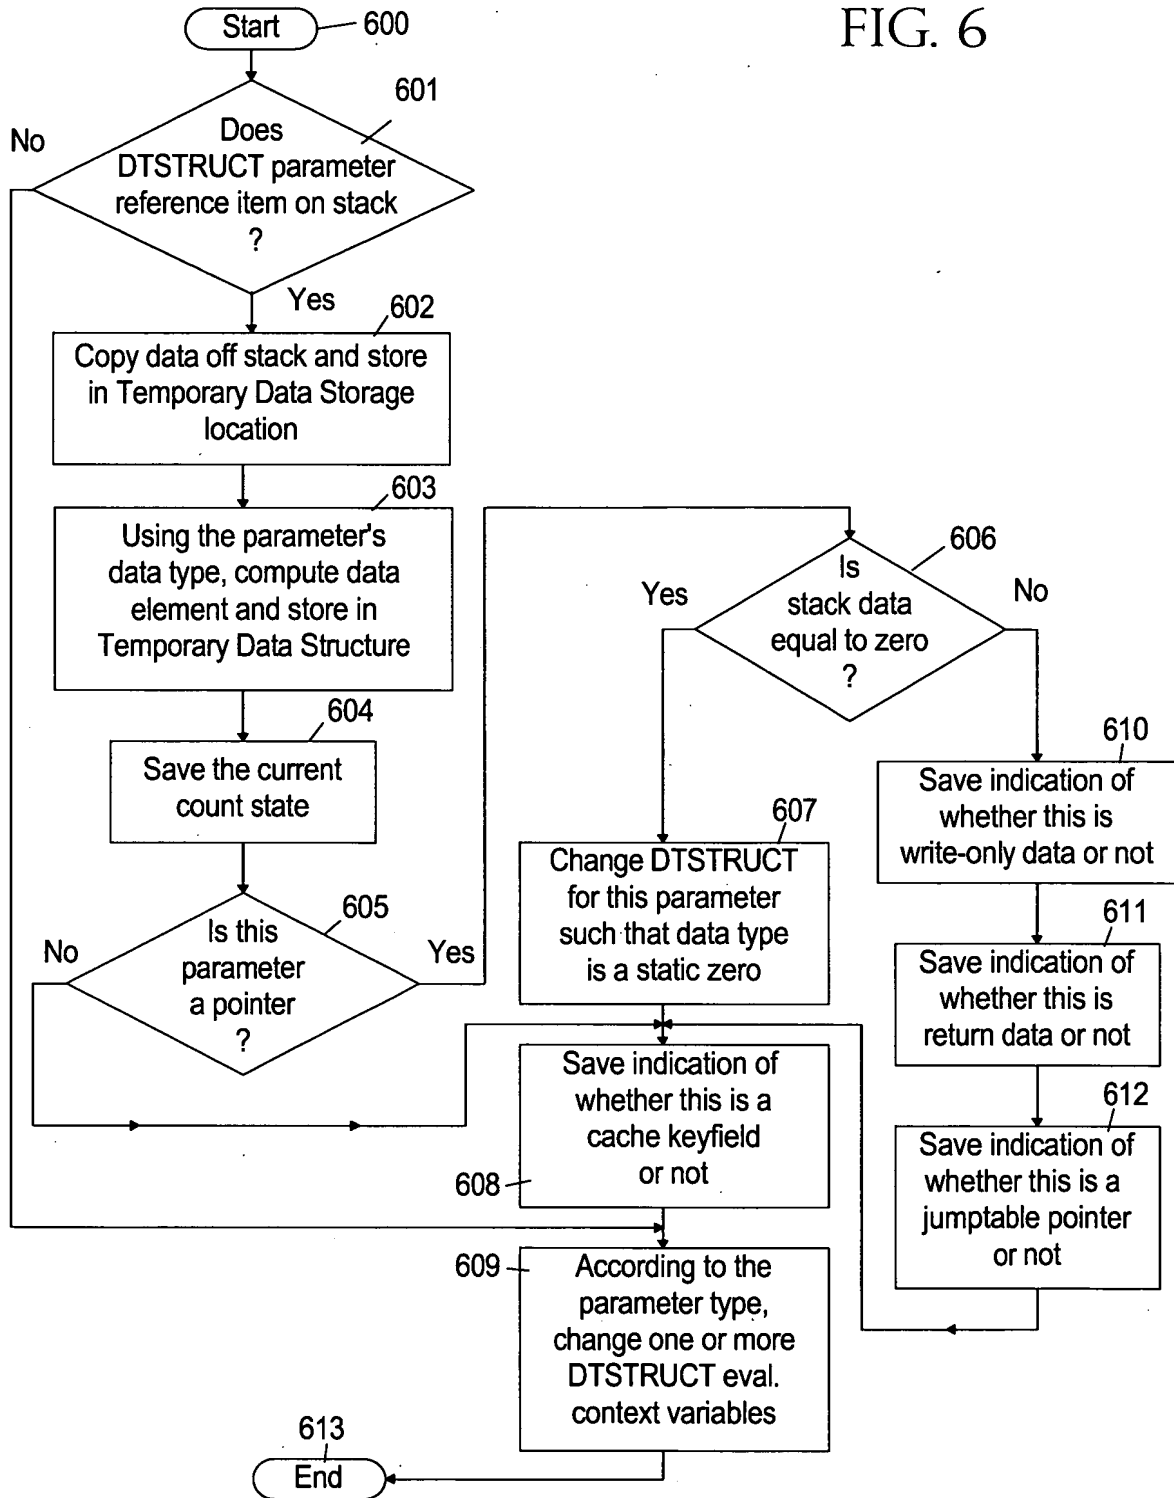 FIG. 6
Start
600
601
No
Does
DTSTRUCT parameter
reference item on stack
?
Yes
602
Copy data off stack and store
in Temporary Data Storage
location
603
Using the parameter's
data type, compute data
element and store in
Temporary Data Structure
604
Save the current
count state
605
No
Is this
parameter
a pointer
?
Yes
606
Yes
Is
stack data
equal to zero
?
No
607
Change DTSTRUCT
for this parameter
such that data type
is a static zero
610
Save indication of
whether this is
write-only data or not
611
Save indication of
whether this is
return data or not
612
Save indication of
whether this is a
jumptable pointer
or not
Save indication of
whether this is a
cache keyfield
or not
608
609
According to the
parameter type,
change one or more
DTSTRUCT eval.
context variables
613
End